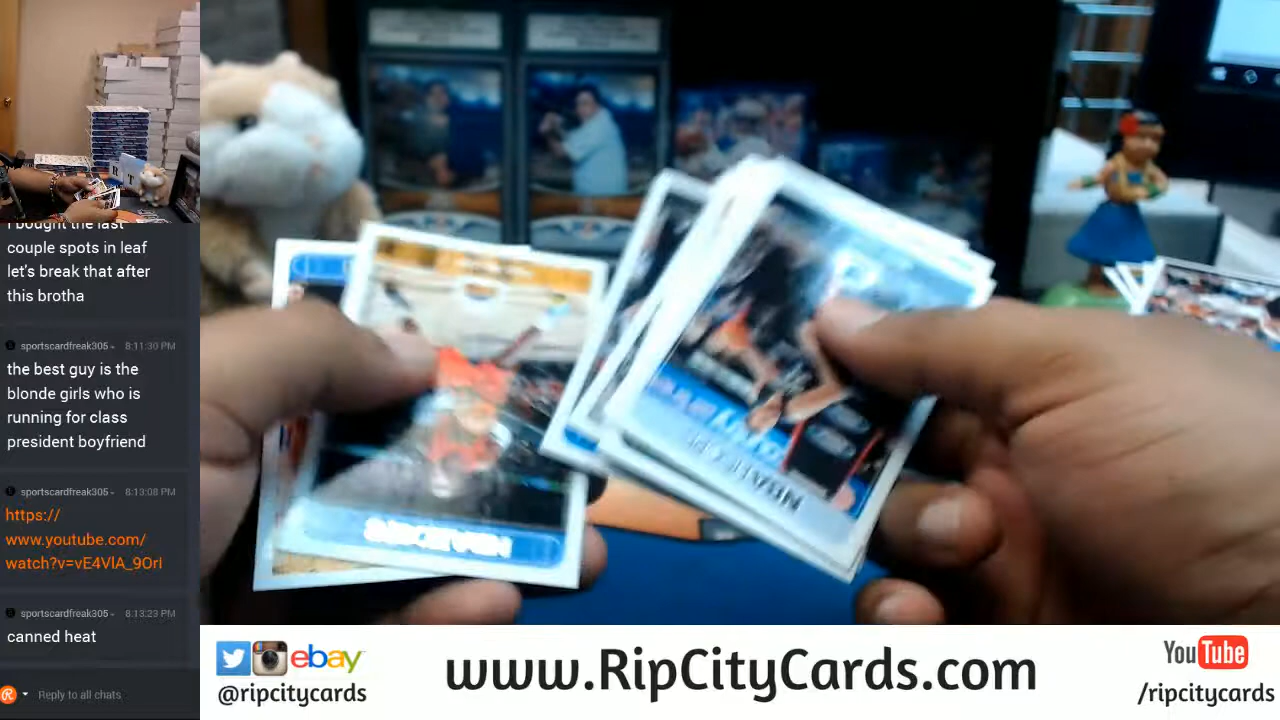 I bought the last
couple spots in leaf
let's break that after
this brotha
sportscardfreak305 8:11:30 PM
the best guy is the
blonde girls who is
running for class
president boyfriend
sportscardfreak305 8:13:08 PM
https://
www.youtube.com/
watch?v=vE4VlA_9OrI
sportscardfreak305 8:13:23 PM
canned heat
Reply to all chats
ebay
@ripcitycards
www.RipCityCards.com
YouTube
/ripcitycards